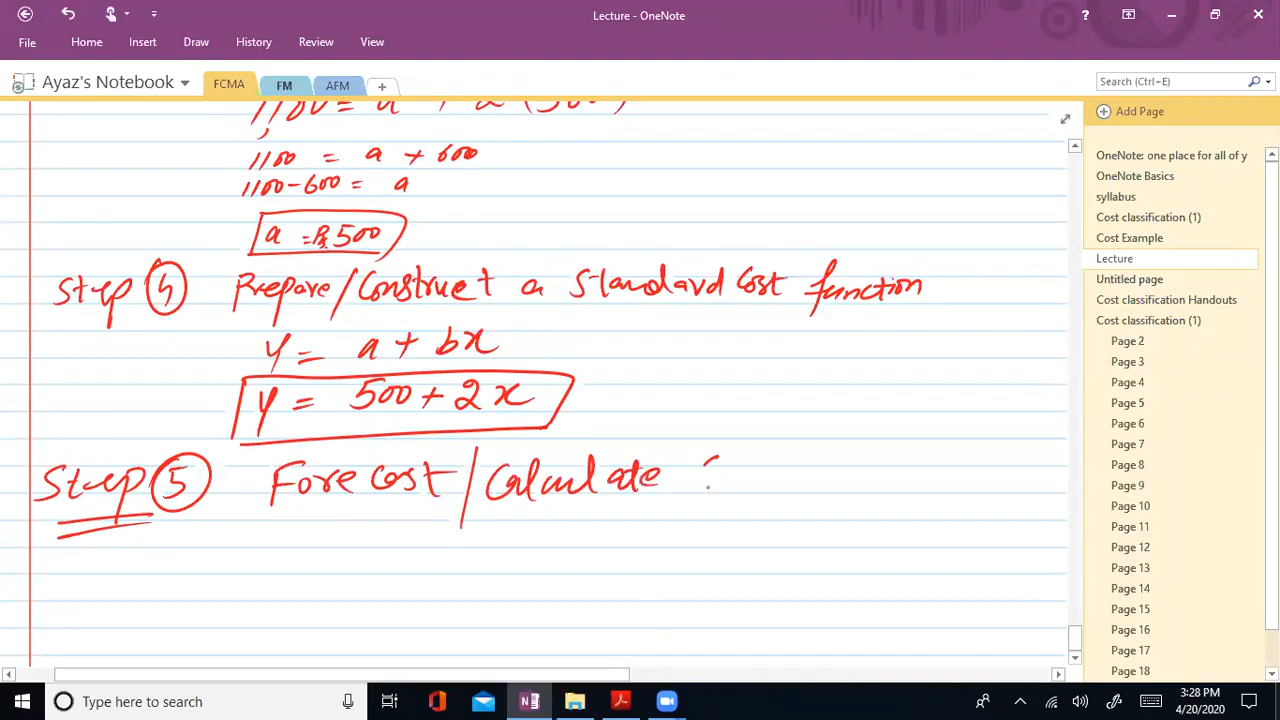 Lecture - OneNote
File Home Insert Draw History Review View
Ayaz's Notebook FCMA FM AFM
Search (Ctrl+E)
1100 = a + 2 (300)
1100 = a + 600
1100-600 = a
a = Rs 500
Step 4 Prepare/Construct a Standard Cost function
y = a + bx
y = 500 + 2x
Step 5 Forecost/Calculate
Add Page
OneNote: one place for all of y
OneNote Basics
syllabus
Cost classification (1)
Cost Example
Lecture
Untitled page
Cost classification Handouts
Cost classification (1)
Page 2
Page 3
Page 4
Page 5
Page 6
Page 7
Page 8
Page 9
Page 10
Page 11
Page 12
Page 13
Page 14
Page 15
Page 16
Page 17
Page 18
Type here to search
3:28 PM
4/20/2020